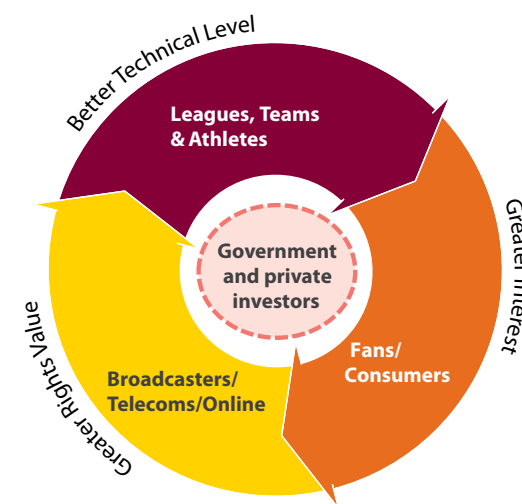 Better Technical Level
Leagues, Teams
& Athletes
Greater Interest
Government
and private
investors
Fans/
Consumers
Broadcasters/
Telecoms/Online
Greater Rights Value